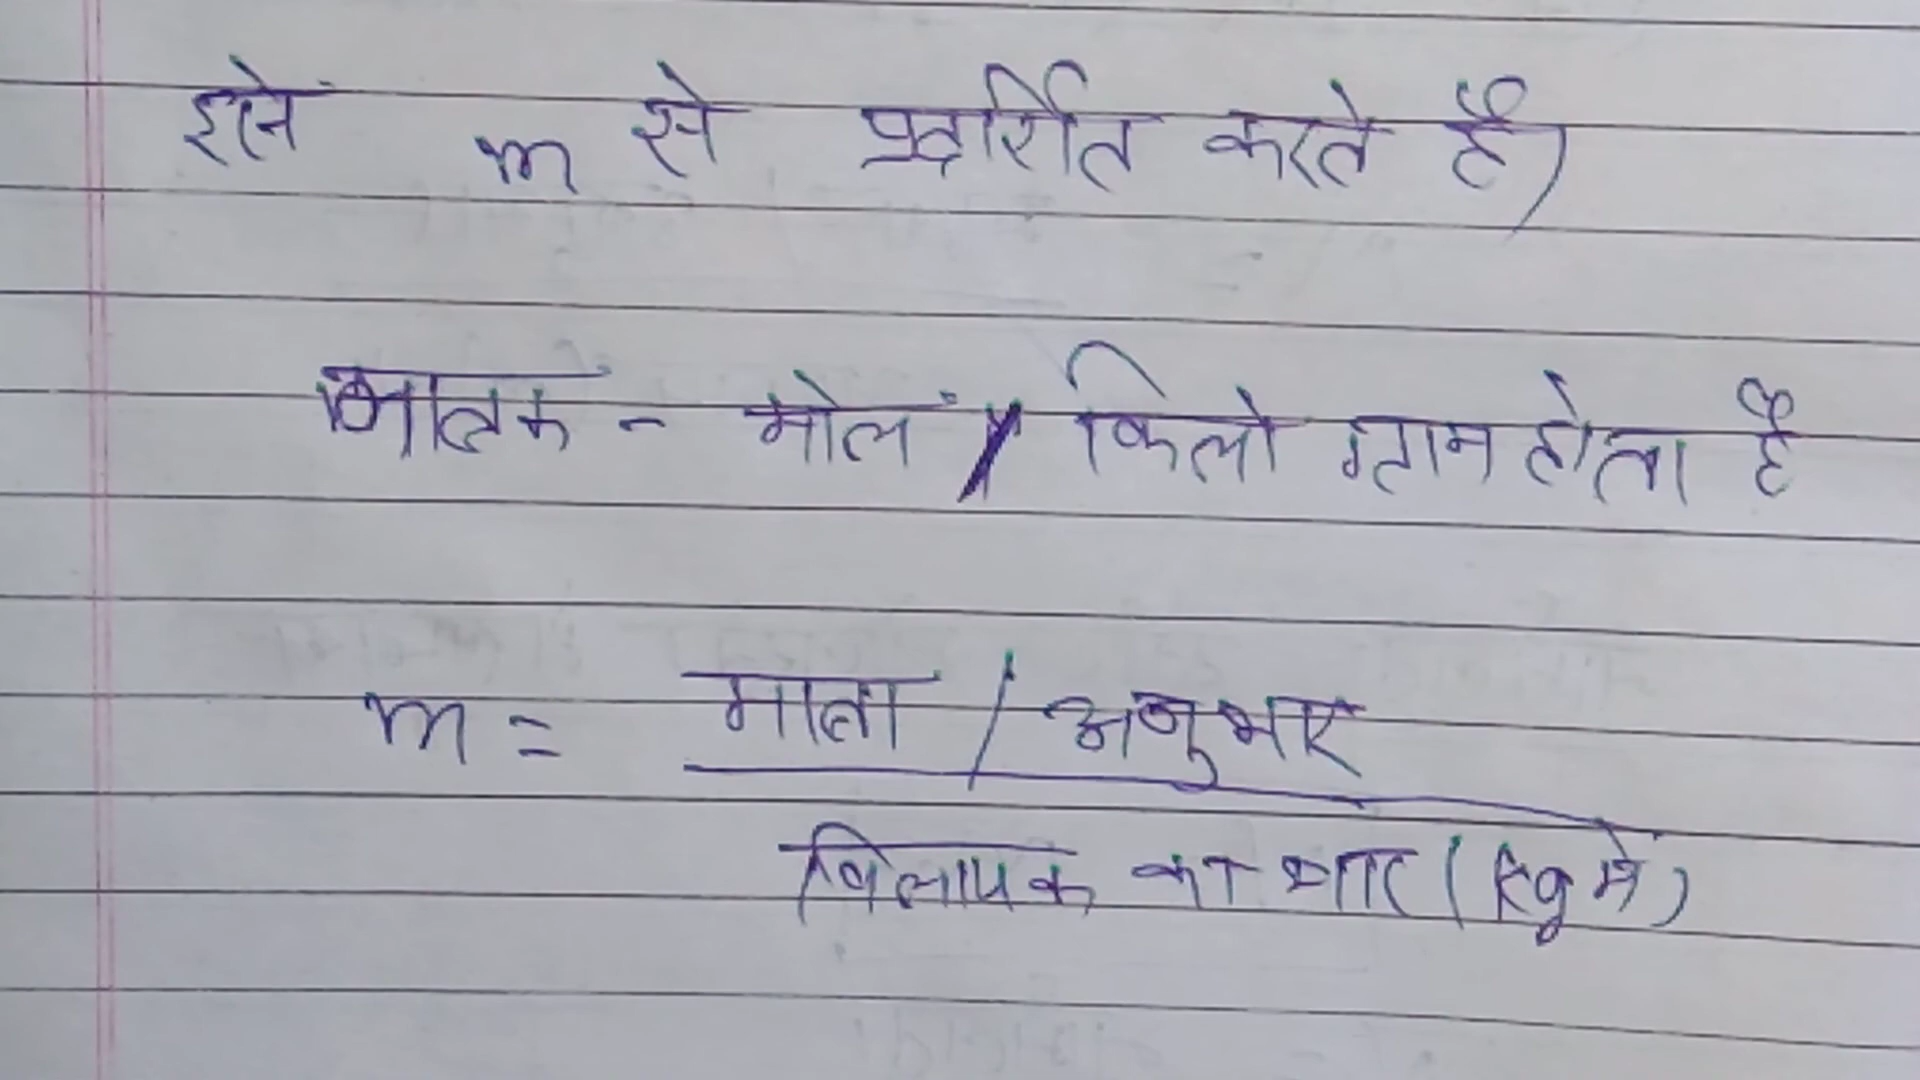 इसे m से प्रदर्शित करते है।
मात्रक - मोल / किलो ग्राम होता है
m = मात्रा / अणुभार
विलायक का भार (kg मे)